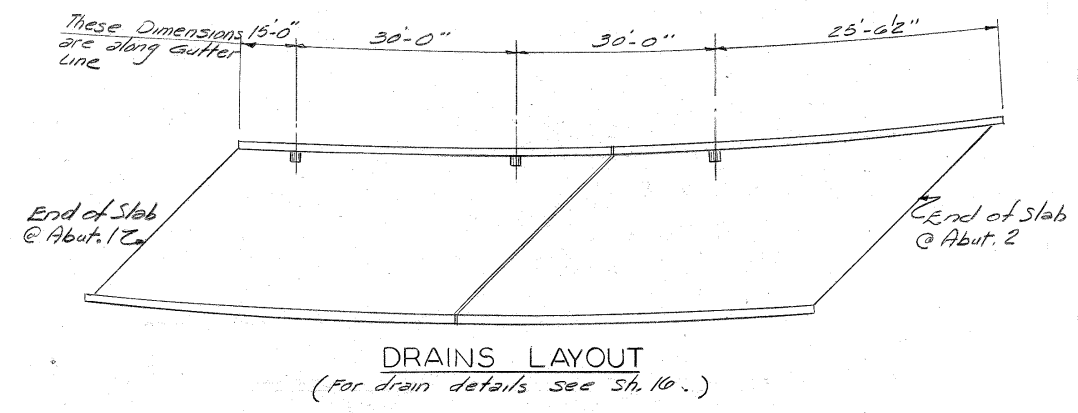 These Dimensions
are along Gutter
Line
15'-0"
30'-0"
30'-0"
25'-6½"
End of Slab
@ Abut. 1
End of Slab
@ Abut. 2
DRAINS LAYOUT
(For drain details see Sh. 16.)